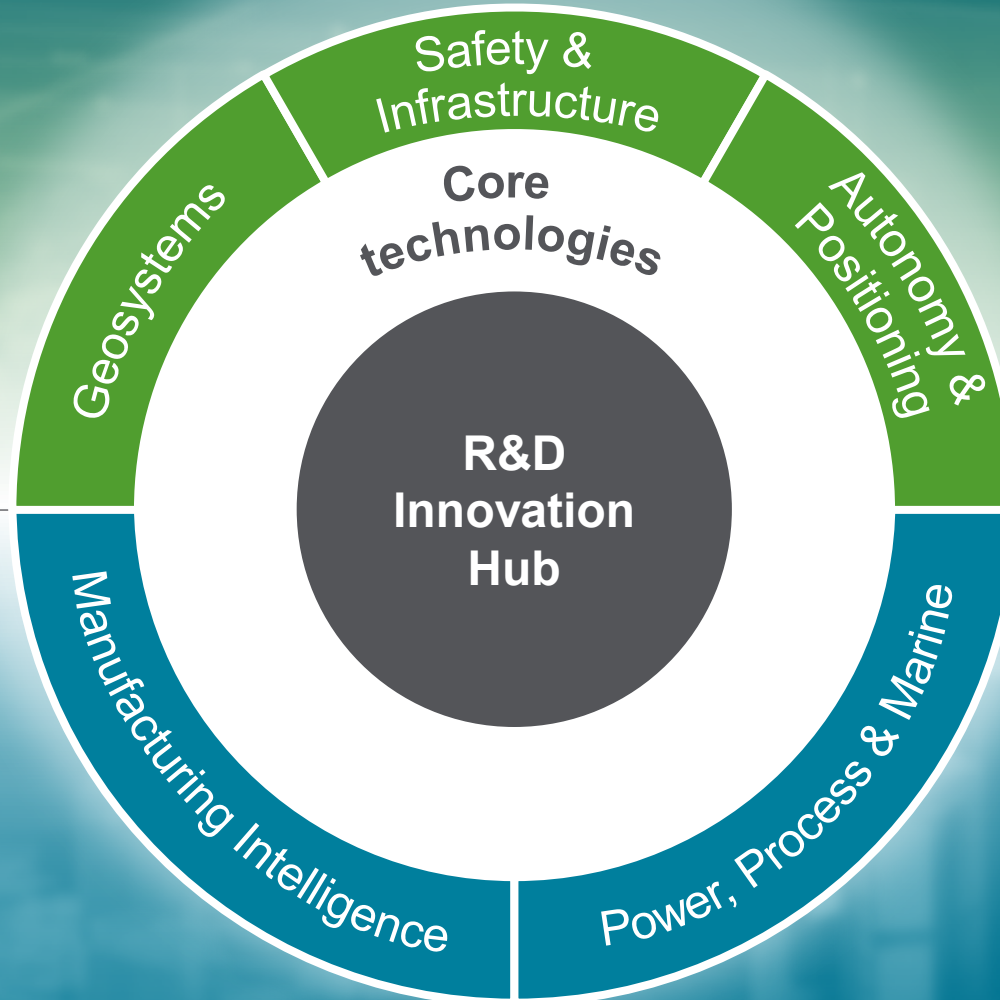 Safety &
Infrastructure
Geosystems
Autonomy &
Positioning
Core
technologies
R&D
Innovation
Hub
Manufacturing Intelligence
Power, Process & Marine